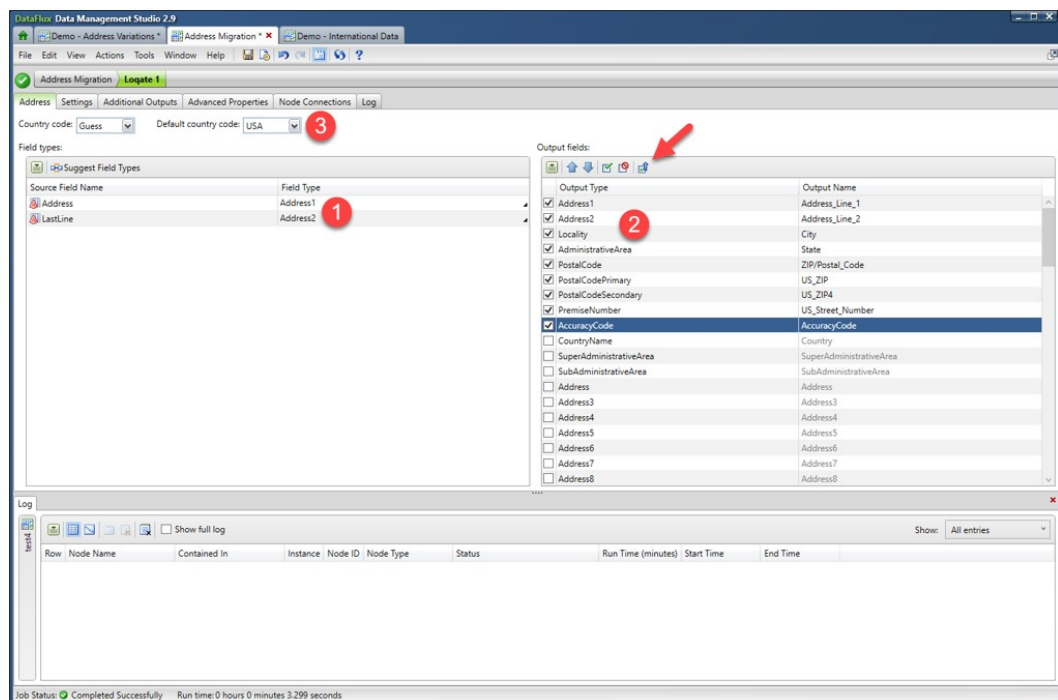 DataFlux Data Management Studio 2.9
Demo - Address Variations * Address Migration * Demo - International Data
File Edit View Actions Tools Window Help
Address Migration Loqate 1
Address Settings Additional Outputs Advanced Properties Node Connections Log
Country code: Guess Default country code: USA 3
Field types: Output fields:
Suggest Field Types
Source Field Name Field Type Output Type Output Name
Address Address1 Address1 Address_Line_1
LastLine Address2 1 Address2 Address_Line_2
2
Locality City
AdministrativeArea State
PostalCode ZIP/Postal_Code
PostalCodePrimary US_ZIP
PostalCodeSecondary US_ZIP4
PremiseNumber US_Street_Number
AccuracyCode AccuracyCode
CountryName Country
SuperAdministrativeArea SuperAdministrativeArea
SubAdministrativeArea SubAdministrativeArea
Address Address
Address3 Address3
Address4 Address4
Address5 Address5
Address6 Address6
Address7 Address7
Address8 Address8
Log
test4
Show full log Show: All entries
Row Node Name Contained In Instance Node ID Node Type Status Run Time (minutes) Start Time End Time
Job Status: Completed Successfully Run time: 0 hours 0 minutes 3.299 seconds